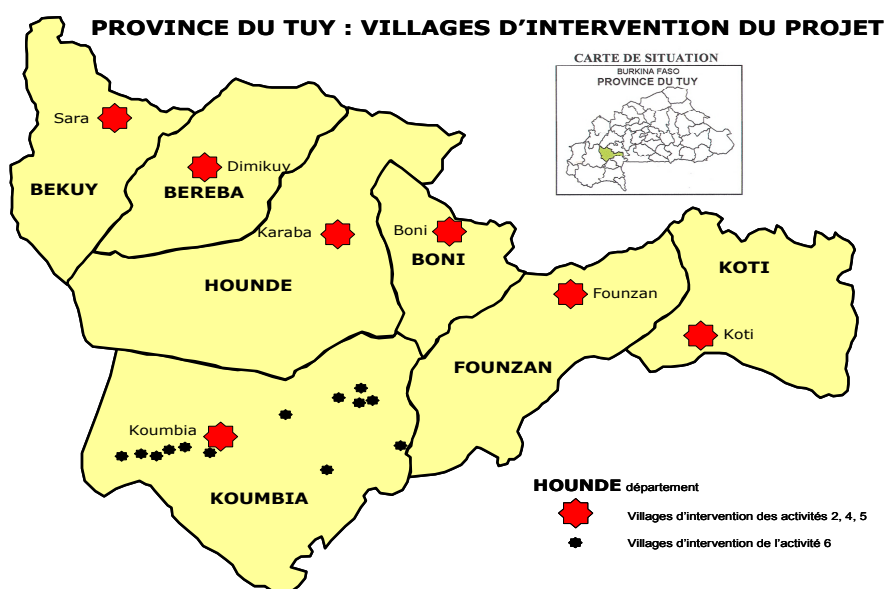 PROVINCE DU TUY : VILLAGES D'INTERVENTION DU PROJET
CARTE DE SITUATION
BURKINA FASO
PROVINCE DU TUY
Sara
Dimikuy
BEKUY
BEREBA
Karaba
Boni
BONI
KOTI
HOUNDE
Founzan
Koti
FOUNZAN
Koumbia
KOUMBIA
HOUNDE département
Villages d'intervention des activités 2, 4, 5
Villages d'intervention de l'activité 6